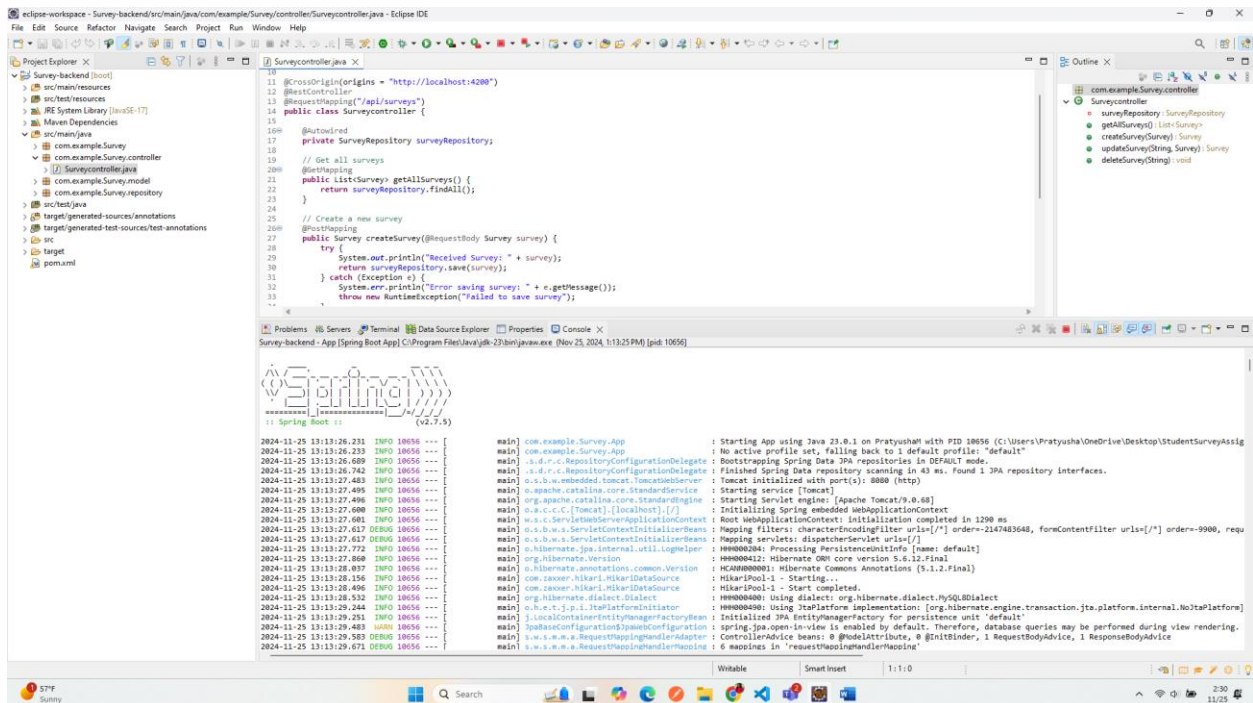 eclipse-workspace - Survey-backend/src/main/java/com/example/Survey/controller/Surveycontroller.java - Eclipse IDE
File Edit Source Refactor Navigate Search Project Run Window Help
Project Explorer
Survey-backend [boot]
src/main/resources
src/test/resources
JRE System Library [JavaSE-17]
Maven Dependencies
src/main/java
com.example.Survey
com.example.Survey.controller
Surveycontroller.java
com.example.Survey.model
com.example.Survey.repository
src/test/java
target/generated-sources/annotations
target/generated-test-sources/test-annotations
src
target
pom.xml
Surveycontroller.java
10
11 @CrossOrigin(origins = "http://localhost:4200")
12 @RestController
13 @RequestMapping("/api/surveys")
14 public class Surveycontroller {
15
16 @Autowired
17 private SurveyRepository surveyRepository;
18
19 // Get all surveys
20 @GetMapping
21 public List<Survey> getAllSurveys() {
22 return surveyRepository.findAll();
23 }
24
25 // Create a new survey
26 @PostMapping
27 public Survey createSurvey(@RequestBody Survey survey) {
28 try {
29 System.out.println("Received Survey: " + survey);
30 return surveyRepository.save(survey);
31 } catch (Exception e) {
32 System.err.println("Error saving survey: " + e.getMessage());
33 throw new RuntimeException("Failed to save survey");
Outline
com.example.Survey.controller
Surveycontroller
surveyRepository : SurveyRepository
getAllSurveys() : List<Survey>
createSurvey(Survey) : Survey
updateSurvey(String, Survey) : Survey
deleteSurvey(String) : void
Problems Servers Terminal Data Source Explorer Properties Console
Survey-backend - App [Spring Boot App] C:\Program Files\Java\jdk-23\bin\javaw.exe (Nov 25, 2024, 1:13:25 PM) [pid: 10656]
Spring
:: Spring Boot :: (v2.7.5)
2024-11-25 13:13:26.231 INFO 10656 --- [ main] com.example.Survey.App : Starting App using Java 23.0.1 on PratyushaM with PID 10656 (C:\Users\Pratyusha\OneDrive\Desktop\StudentSurveyAssig
2024-11-25 13:13:26.233 INFO 10656 --- [ main] com.example.Survey.App : No active profile set, falling back to 1 default profile: "default"
2024-11-25 13:13:26.689 INFO 10656 --- [ main] .s.d.r.c.RepositoryConfigurationDelegate : Bootstrapping Spring Data JPA repositories in DEFAULT mode.
2024-11-25 13:13:26.742 INFO 10656 --- [ main] .s.d.r.c.RepositoryConfigurationDelegate : Finished Spring Data repository scanning in 43 ms. Found 1 JPA repository interfaces.
2024-11-25 13:13:27.483 INFO 10656 --- [ main] o.s.b.w.embedded.tomcat.TomcatWebServer : Tomcat initialized with port(s): 8080 (http)
2024-11-25 13:13:27.495 INFO 10656 --- [ main] o.apache.catalina.core.StandardService : Starting service [Tomcat]
2024-11-25 13:13:27.496 INFO 10656 --- [ main] org.apache.catalina.core.StandardEngine : Starting Servlet engine: [Apache Tomcat/9.0.68]
2024-11-25 13:13:27.600 INFO 10656 --- [ main] o.a.c.c.C.[Tomcat].[localhost].[/] : Initializing Spring embedded WebApplicationContext
2024-11-25 13:13:27.601 INFO 10656 --- [ main] w.s.c.ServletWebServerApplicationContext : Root WebApplicationContext: initialization completed in 1290 ms
2024-11-25 13:13:27.617 DEBUG 10656 --- [ main] o.s.b.w.s.ServletContextInitializerBeans : Mapping filters: characterEncodingFilter urls=[/*] order=-2147483648, formContentFilter urls=[/*] order=-9900, requ
2024-11-25 13:13:27.617 DEBUG 10656 --- [ main] o.s.b.w.s.ServletContextInitializerBeans : Mapping servlets: dispatcherServlet urls=[/]
2024-11-25 13:13:27.772 INFO 10656 --- [ main] o.hibernate.jpa.internal.util.LogHelper : HHH000204: Processing PersistenceUnitInfo [name: default]
2024-11-25 13:13:27.860 INFO 10656 --- [ main] org.hibernate.Version : HHH000412: Hibernate ORM core version 5.6.12.Final
2024-11-25 13:13:28.037 INFO 10656 --- [ main] o.hibernate.annotations.common.Version : HCANN000001: Hibernate Commons Annotations {5.1.2.Final}
2024-11-25 13:13:28.156 INFO 10656 --- [ main] com.zaxxer.hikari.HikariDataSource : HikariPool-1 - Starting...
2024-11-25 13:13:28.496 INFO 10656 --- [ main] com.zaxxer.hikari.HikariDataSource : HikariPool-1 - Start completed.
2024-11-25 13:13:28.532 INFO 10656 --- [ main] org.hibernate.dialect.Dialect : HHH000400: Using dialect: org.hibernate.dialect.MySQL8Dialect
2024-11-25 13:13:29.244 INFO 10656 --- [ main] o.h.e.t.j.p.i.JtaPlatformInitiator : HHH000490: Using JtaPlatform implementation: [org.hibernate.engine.transaction.jta.platform.internal.NoJtaPlatform]
2024-11-25 13:13:29.251 INFO 10656 --- [ main] j.LocalContainerEntityManagerFactoryBean : Initialized JPA EntityManagerFactory for persistence unit 'default'
2024-11-25 13:13:29.483 WARN 10656 --- [ main] JpaBaseConfiguration$JpaWebConfiguration : spring.jpa.open-in-view is enabled by default. Therefore, database queries may be performed during view rendering.
2024-11-25 13:13:29.583 DEBUG 10656 --- [ main] s.w.s.m.m.a.RequestMappingHandlerAdapter : ControllerAdvice beans: 0 @ModelAttribute, 0 @InitBinder, 1 RequestBodyAdvice, 1 ResponseBodyAdvice
2024-11-25 13:13:29.671 DEBUG 10656 --- [ main] s.w.s.m.m.a.RequestMappingHandlerMapping : 6 mappings in 'requestMappingHandlerMapping'
Writable Smart Insert 1 : 1 : 0
1
57°F
Sunny
Search
2:30
11/25